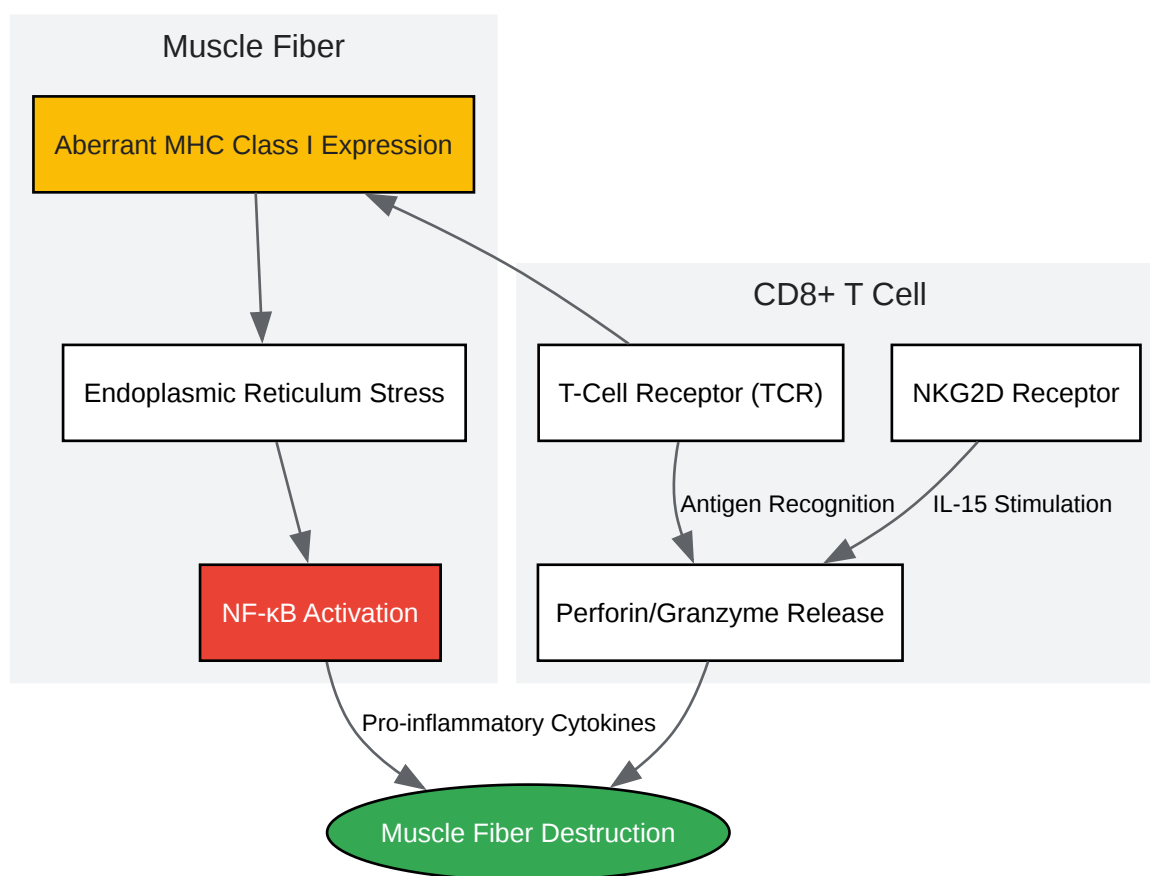 Muscle Fiber
Aberrant MHC Class I Expression
CD8+ T Cell
Endoplasmic Reticulum Stress
T-Cell Receptor (TCR)
NKG2D Receptor
Antigen Recognition
IL-15 Stimulation
NF-κB Activation
Perforin/Granzyme Release
Pro-inflammatory Cytokines
Muscle Fiber Destruction